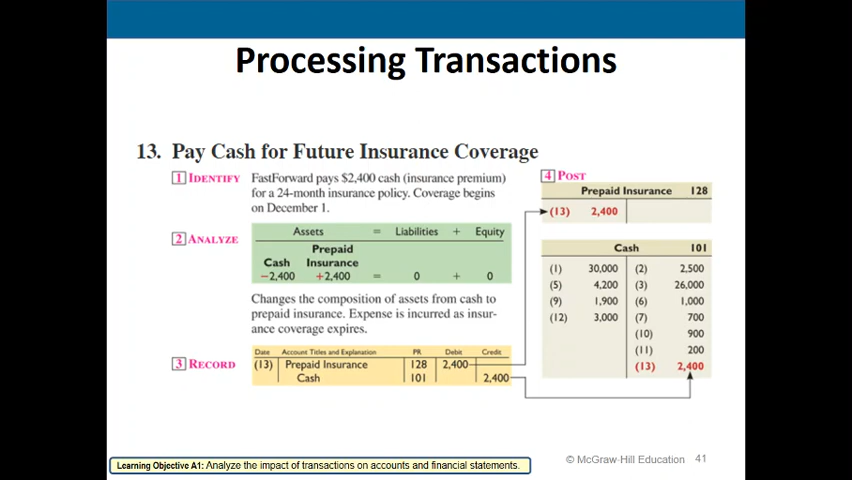 Processing Transactions
13. Pay Cash for Future Insurance Coverage
1 IDENTIFY FastForward pays $2,400 cash (insurance premium)
for a 24-month insurance policy. Coverage begins
on December 1.
2 ANALYZE
Assets = Liabilities + Equity
Prepaid
Cash Insurance
−2,400 +2,400 = 0 + 0
Changes the composition of assets from cash to
prepaid insurance. Expense is incurred as insur-
ance coverage expires.
3 RECORD
Date Account Titles and Explanation PR Debit Credit
(13) Prepaid Insurance 128 2,400
Cash 101 2,400
4 POST
Prepaid Insurance 128
(13) 2,400
Cash 101
(1) 30,000 (2) 2,500
(5) 4,200 (3) 26,000
(9) 1,900 (6) 1,000
(12) 3,000 (7) 700
(10) 900
(11) 200
(13) 2,400
Learning Objective A1: Analyze the impact of transactions on accounts and financial statements.
© McGraw-Hill Education 41